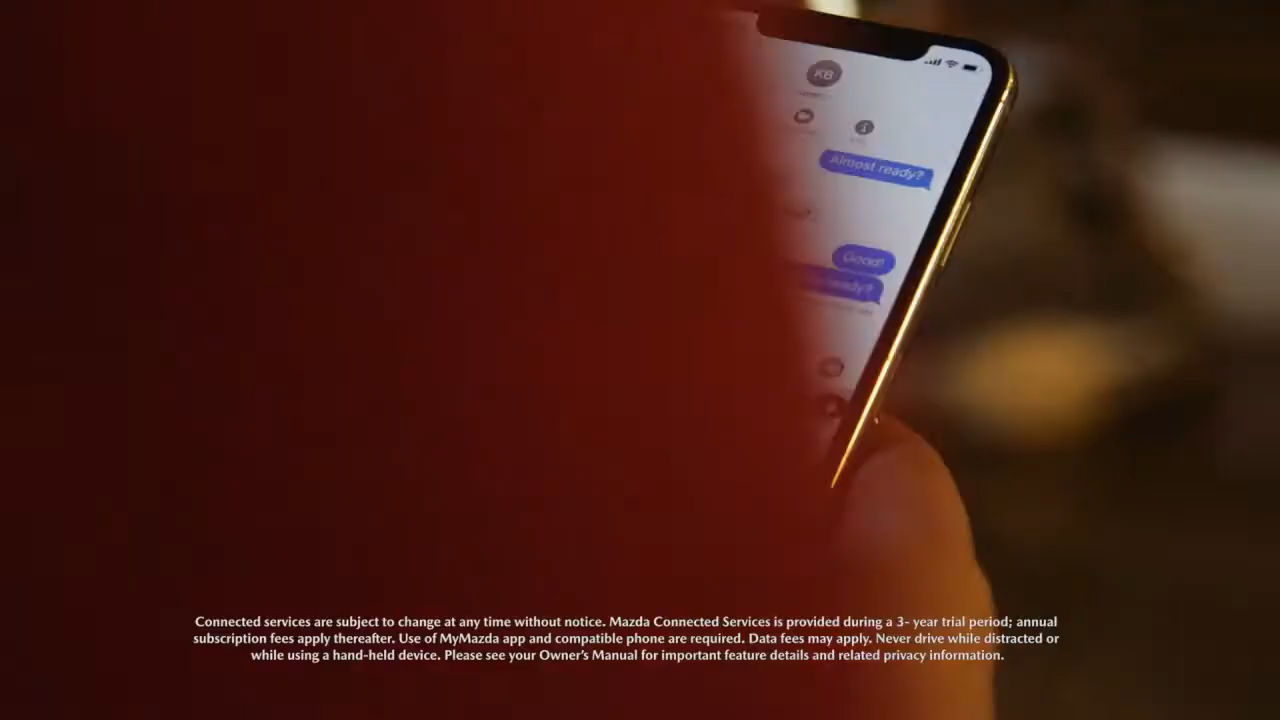 KB
Almost ready?
Good!
ready?
Connected services are subject to change at any time without notice. Mazda Connected Services is provided during a 3- year trial period; annual
subscription fees apply thereafter. Use of MyMazda app and compatible phone are required. Data fees may apply. Never drive while distracted or
while using a hand-held device. Please see your Owner's Manual for important feature details and related privacy information.